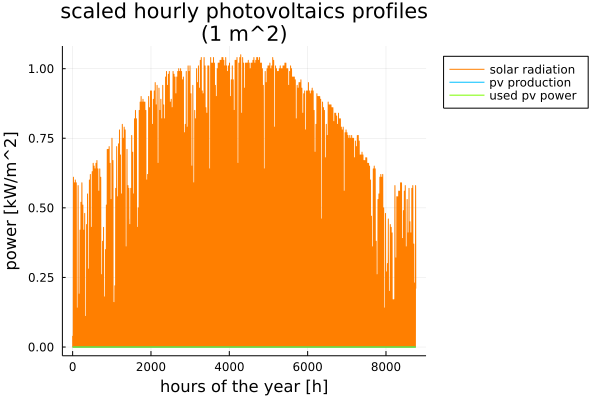 scaled hourly photovoltaics profiles
(1 m^2)
solar radiation
pv production
used pv power
power [kW/m^2]
1.00
0.75
0.50
0.25
0.00
0
2000
4000
6000
8000
hours of the year [h]